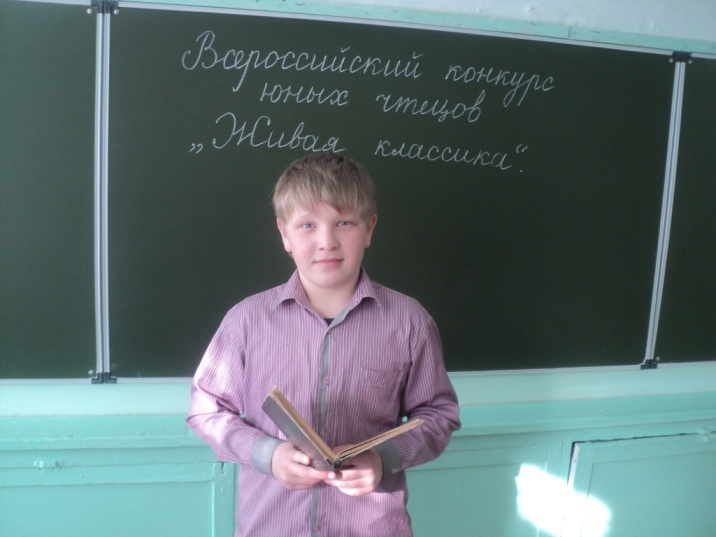 Всероссийский конкурс
юных чтецов
„Живая классика“.